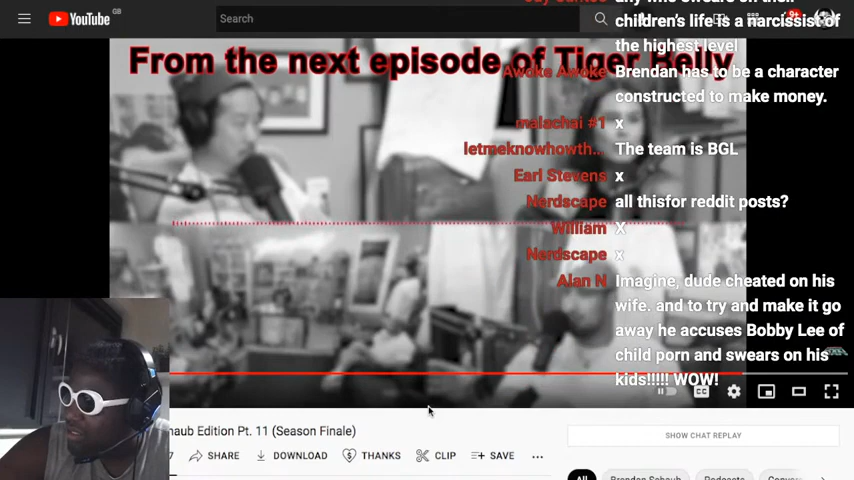 YouTube GB
Search
9+
any who swears on their
children's life is a narcissist of
the highest level
From the next episode of Tiger Belly
Awoke Awoke Brendan has to be a character
constructed to make money.
malachai #1 x
letmeknowhowth... The team is BGL
Earl Stevens x
Nerdscape all thisfor reddit posts?
William X
Nerdscape x
Alan N Imagine, dude cheated on his
wife. and to try and make it go
away he accuses Bobby Lee of
child porn and swears on his
kids!!!!! WOW!
haub Edition Pt. 11 (Season Finale)
SHARE DOWNLOAD THANKS CLIP SAVE ...
SHOW CHAT REPLAY
All Brendan Schaub Podcasts